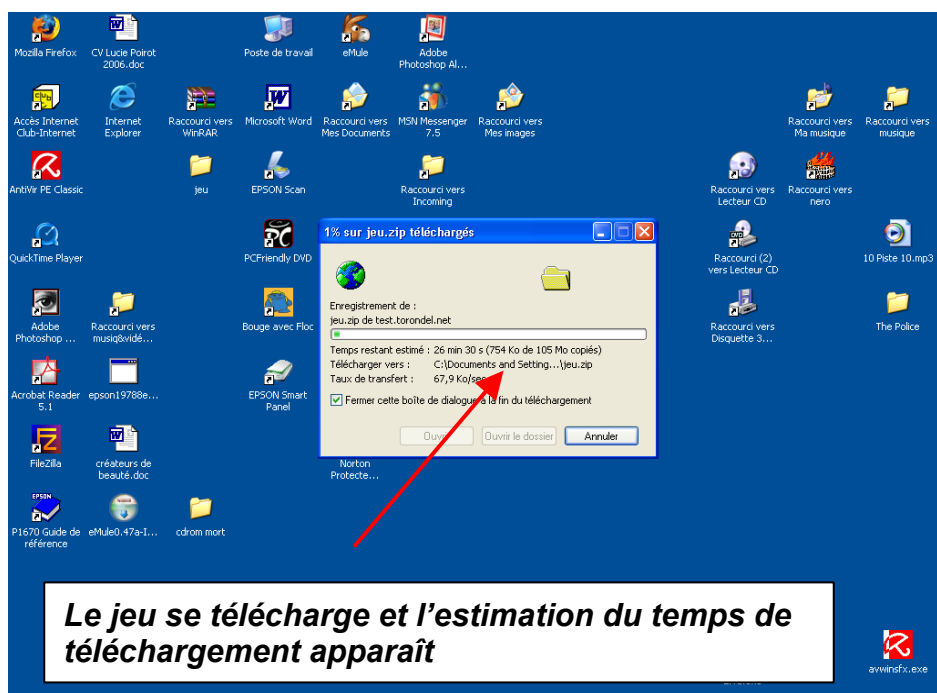 Mozilla Firefox
CV Lucie Poirot
2006.doc
Poste de travail
eMule
Adobe
Photoshop Al...
Accès Internet
Club-Internet
Internet
Explorer
Raccourci vers
WinRAR
Microsoft Word
Raccourci vers
Mes Documents
MSN Messenger
7.5
Raccourci vers
Mes images
Raccourci vers
Ma musique
Raccourci vers
musique
AntiVir PE Classic
jeu
EPSON Scan
Raccourci vers
Incoming
Raccourci vers
Lecteur CD
Raccourci vers
nero
QuickTime Player
PCFriendly DVD
Raccourci (2)
vers Lecteur CD
10 Piste 10.mp3
Adobe
Photoshop ...
Raccourci vers
musiq&vidé...
Bouge avec Floc
Raccourci vers
Disquette 3...
The Police
Acrobat Reader
5.1
epson19788e...
EPSON Smart
Panel
FileZilla
créateurs de
beauté.doc
Norton
Protecte...
EPSON
P1670 Guide de
référence
eMule0.47a-I...
cdrom mort
1% sur jeu.zip téléchargés
Enregistrement de :
jeu.zip de test.torondel.net
Temps restant estimé : 26 min 30 s (754 Ko de 105 Mo copiés)
Télécharger vers : C:\Documents and Setting...\jeu.zip
Taux de transfert : 67,9 Ko/sec
Fermer cette boîte de dialogue à la fin du téléchargement
Ouvrir
Ouvrir le dossier
Annuler
Le jeu se télécharge et l'estimation du temps de
téléchargement apparaît
avwinsfx.exe